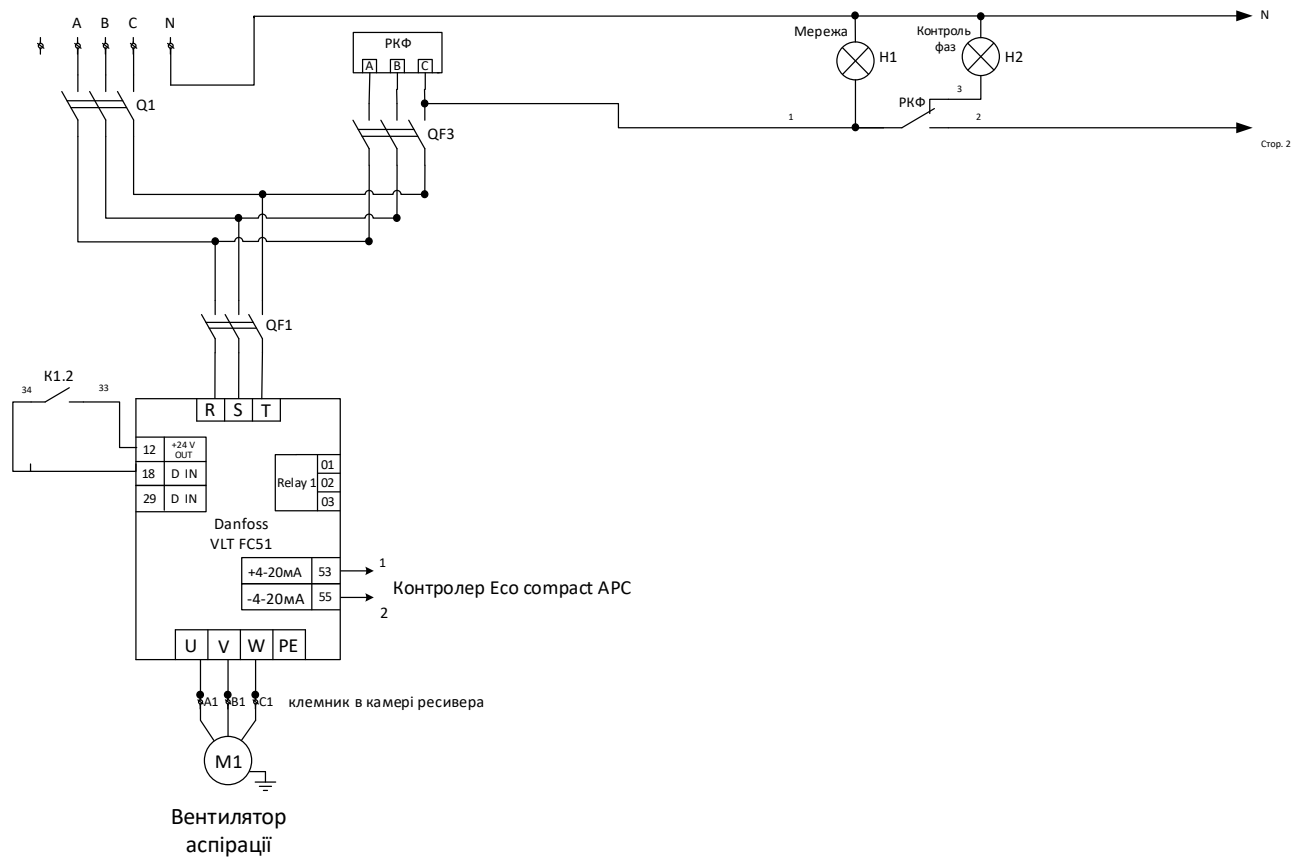 A B C N
N
РКФ
A B C
Мережа
H1
Контроль
фаз
H2
Q1
QF3
РКФ
3
1
2
Стор. 2
QF1
K1.2
34
33
R S T
12 +24 V
OUT
18 D IN
29 D IN
Relay 1
01
02
03
Danfoss
VLT FC51
+4-20мА 53
1
-4-20мА 55
2
Контролер Eco compact APC
U V W PE
A1 B1 C1
клемник в камері ресивера
M1
Вентилятор
аспірації